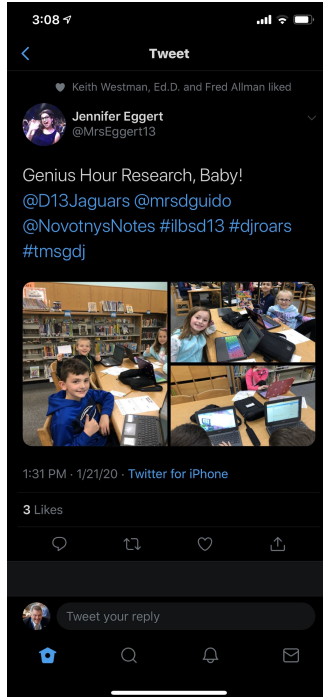 3:08
Tweet
Keith Westman, Ed.D. and Fred Allman liked
Jennifer Eggert
@MrsEggert13
Genius Hour Research, Baby!
@D13Jaguars @mrsdguido
@NovotnysNotes #ilbsd13 #djroars
#tmsgdj
1:31 PM · 1/21/20 · Twitter for iPhone
3 Likes
Tweet your reply